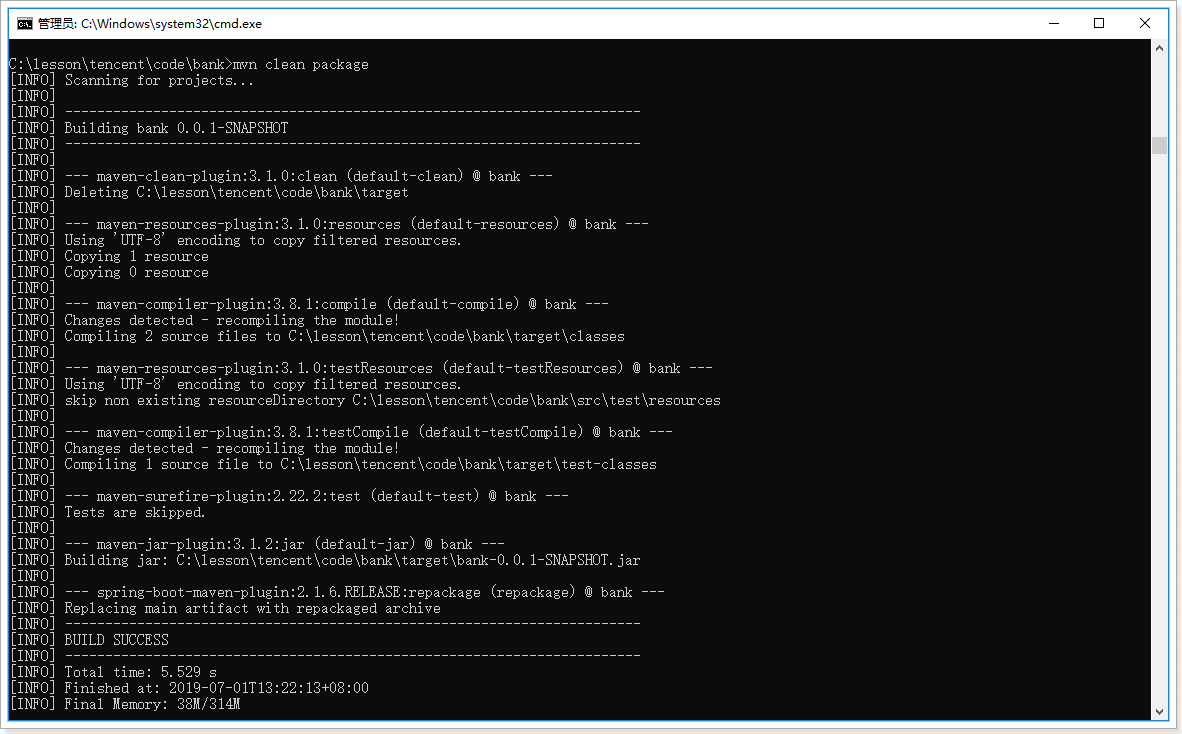 管理员: C:\Windows\system32\cmd.exe
C:\lesson\tencent\code\bank>mvn clean package
[INFO] Scanning for projects...
[INFO]
[INFO] ------------------------------------------------------------------------
[INFO] Building bank 0.0.1-SNAPSHOT
[INFO] ------------------------------------------------------------------------
[INFO]
[INFO] --- maven-clean-plugin:3.1.0:clean (default-clean) @ bank ---
[INFO] Deleting C:\lesson\tencent\code\bank\target
[INFO]
[INFO] --- maven-resources-plugin:3.1.0:resources (default-resources) @ bank ---
[INFO] Using 'UTF-8' encoding to copy filtered resources.
[INFO] Copying 1 resource
[INFO] Copying 0 resource
[INFO]
[INFO] --- maven-compiler-plugin:3.8.1:compile (default-compile) @ bank ---
[INFO] Changes detected - recompiling the module!
[INFO] Compiling 2 source files to C:\lesson\tencent\code\bank\target\classes
[INFO]
[INFO] --- maven-resources-plugin:3.1.0:testResources (default-testResources) @ bank ---
[INFO] Using 'UTF-8' encoding to copy filtered resources.
[INFO] skip non existing resourceDirectory C:\lesson\tencent\code\bank\src\test\resources
[INFO]
[INFO] --- maven-compiler-plugin:3.8.1:testCompile (default-testCompile) @ bank ---
[INFO] Changes detected - recompiling the module!
[INFO] Compiling 1 source file to C:\lesson\tencent\code\bank\target\test-classes
[INFO]
[INFO] --- maven-surefire-plugin:2.22.2:test (default-test) @ bank ---
[INFO] Tests are skipped.
[INFO]
[INFO] --- maven-jar-plugin:3.1.2:jar (default-jar) @ bank ---
[INFO] Building jar: C:\lesson\tencent\code\bank\target\bank-0.0.1-SNAPSHOT.jar
[INFO]
[INFO] --- spring-boot-maven-plugin:2.1.6.RELEASE:repackage (repackage) @ bank ---
[INFO] Replacing main artifact with repackaged archive
[INFO] ------------------------------------------------------------------------
[INFO] BUILD SUCCESS
[INFO] ------------------------------------------------------------------------
[INFO] Total time: 5.529 s
[INFO] Finished at: 2019-07-01T13:22:13+08:00
[INFO] Final Memory: 38M/314M